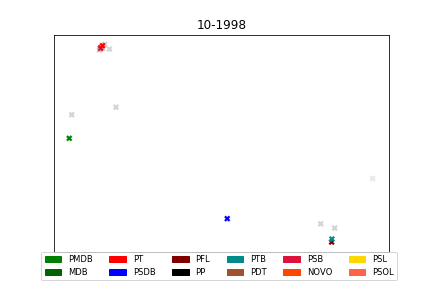 10-1998
PMDB PT PFL PTB PSB PSL
MDB PSDB PP PDT NOVO PSOL